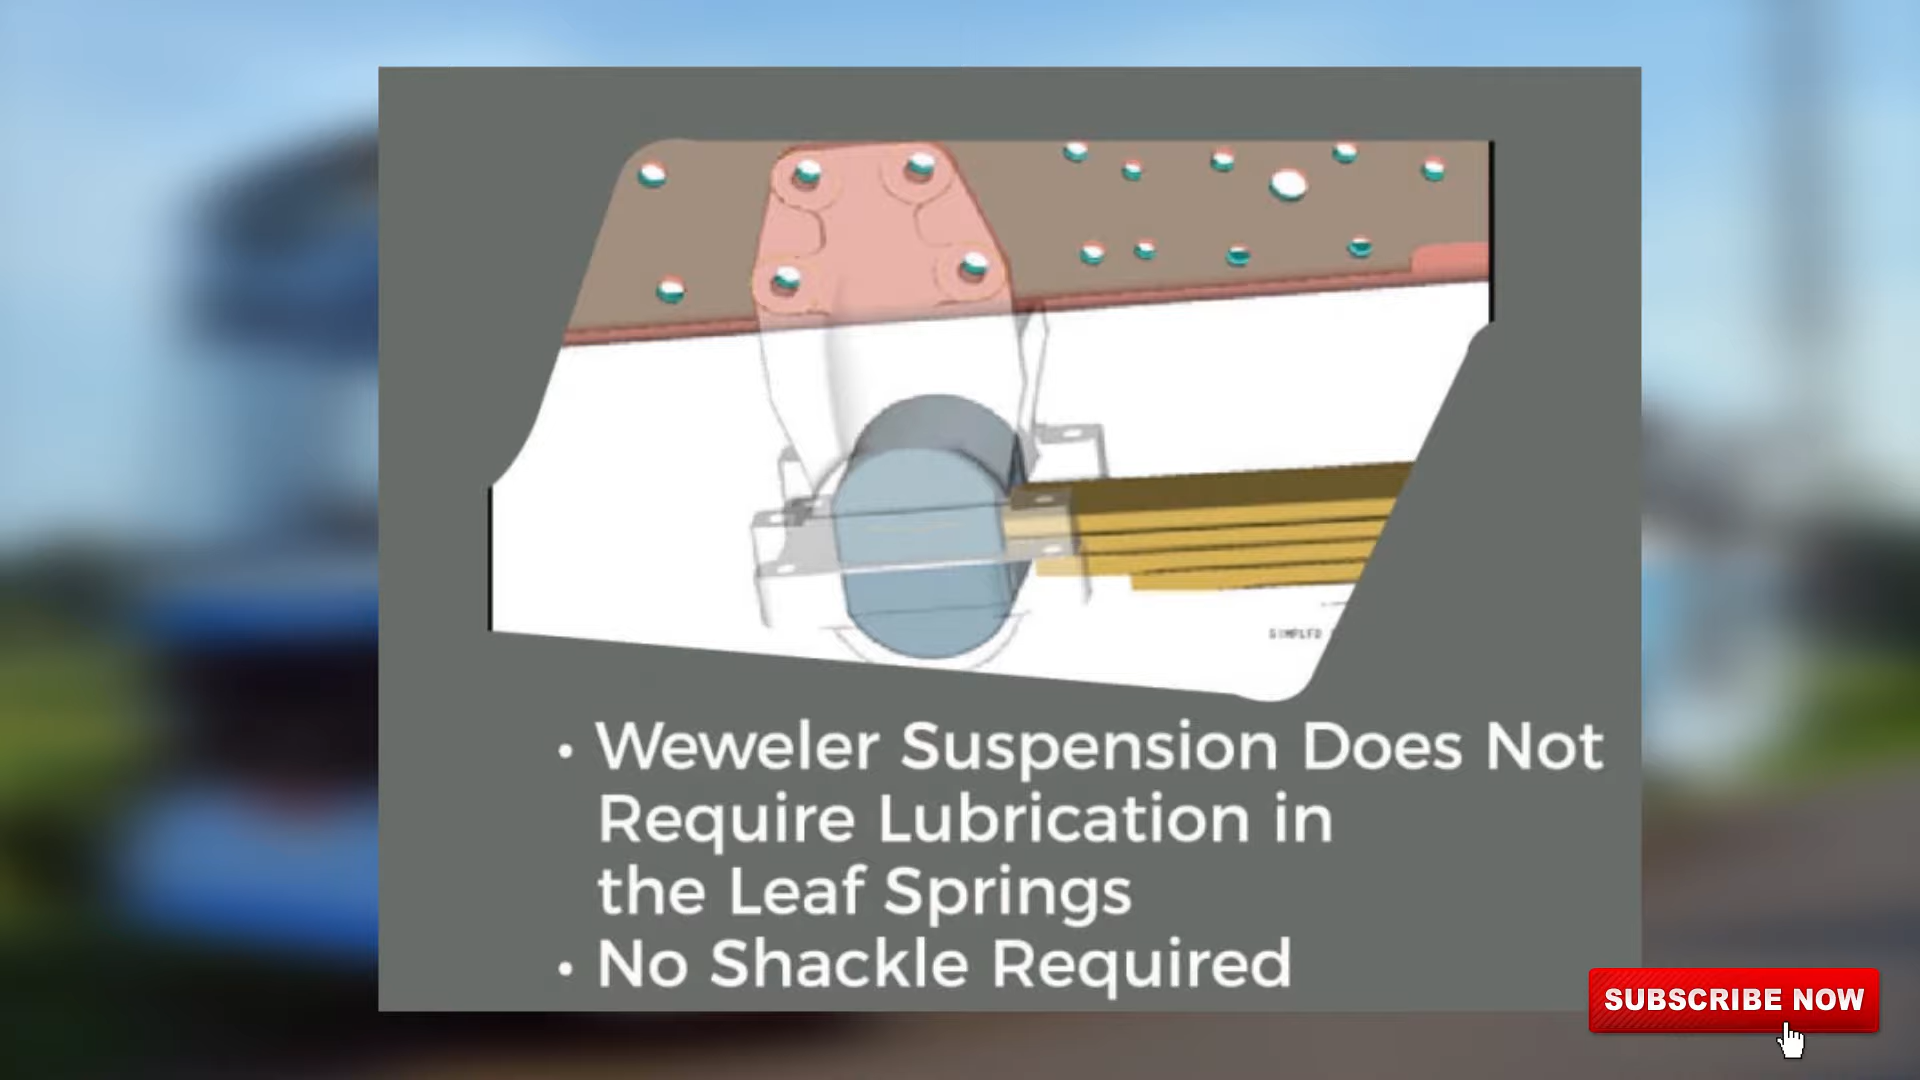 • Weweler Suspension Does Not
Require Lubrication in
the Leaf Springs
• No Shackle Required
SUBSCRIBE NOW